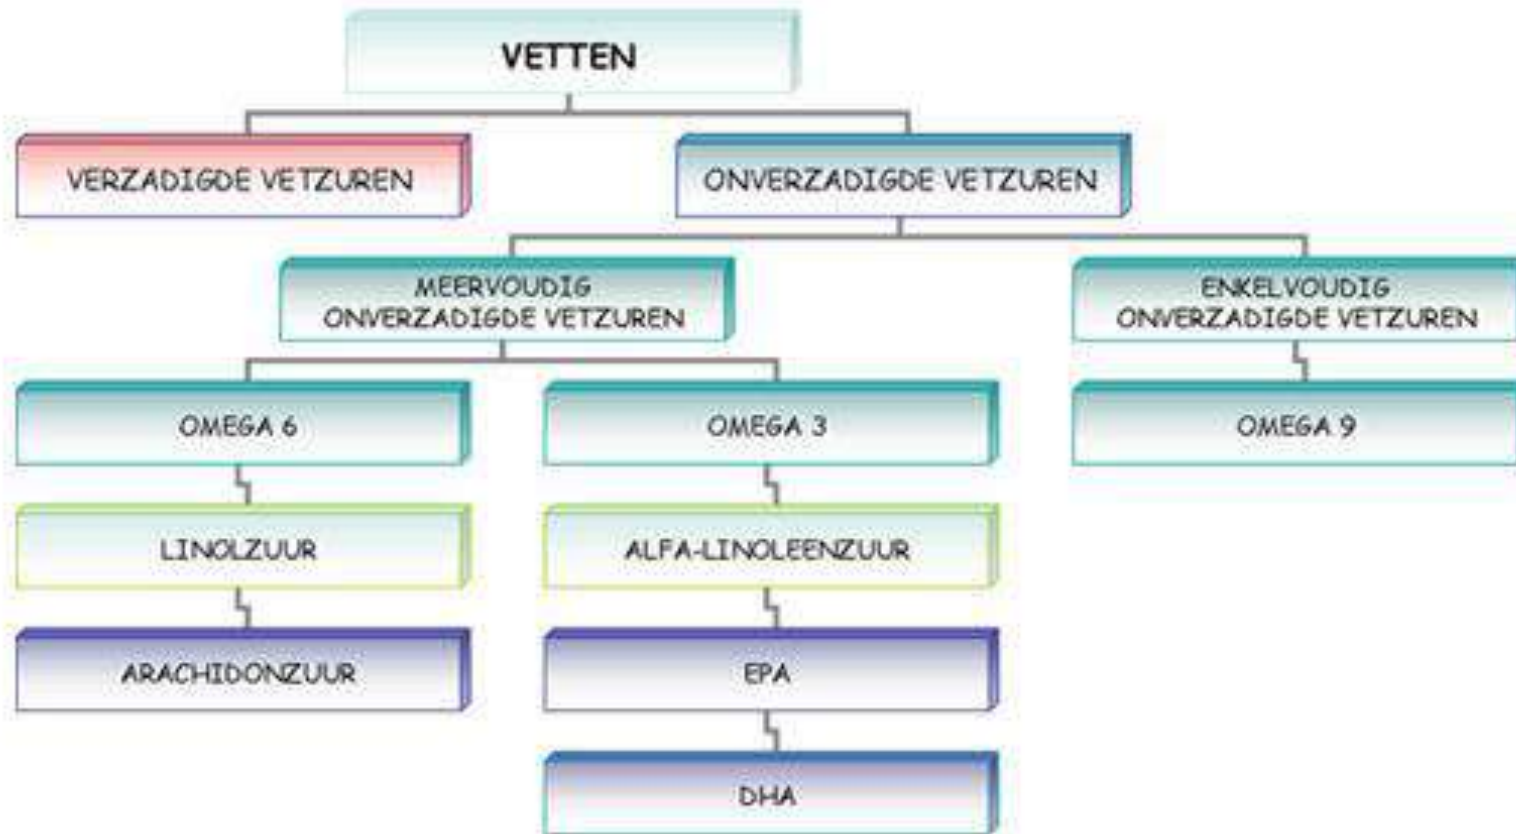 VETTEN
VERZADIGDE VETZUREN
ONVERZADIGDE VETZUREN
MEERVOUDIG
ONVERZADIGDE VETZUREN
ENKELVOUDIG
ONVERZADIGDE VETZUREN
OMEGA 6
OMEGA 3
OMEGA 9
LINOLZUUR
ALFA-LINOLEENZUUR
ARACHIDONZUUR
EPA
DHA